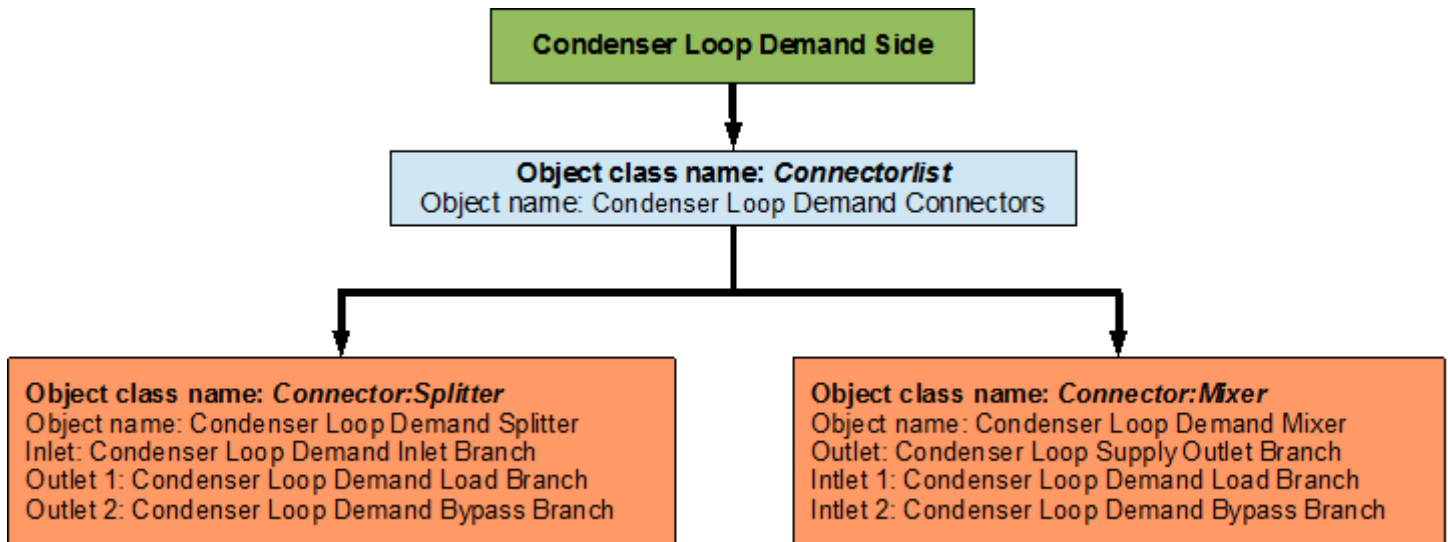 Condenser Loop Demand Side
Object class name: Connectorlist
Object name: Condenser Loop Demand Connectors
Object class name: Connector:Splitter
Object name: Condenser Loop Demand Splitter
Inlet: Condenser Loop Demand Inlet Branch
Outlet 1: Condenser Loop Demand Load Branch
Outlet 2: Condenser Loop Demand Bypass Branch
Object class name: Connector:Mixer
Object name: Condenser Loop Demand Mixer
Outlet: Condenser Loop Supply Outlet Branch
Intlet 1: Condenser Loop Demand Load Branch
Intlet 2: Condenser Loop Demand Bypass Branch